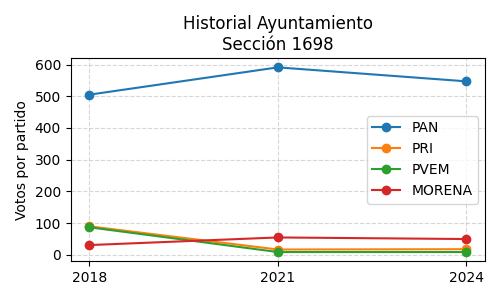 Historial Ayuntamiento
Sección 1698
Votos por partido
600
500
400
300
200
100
0
2018
2021
2024
PAN
PRI
PVEM
MORENA